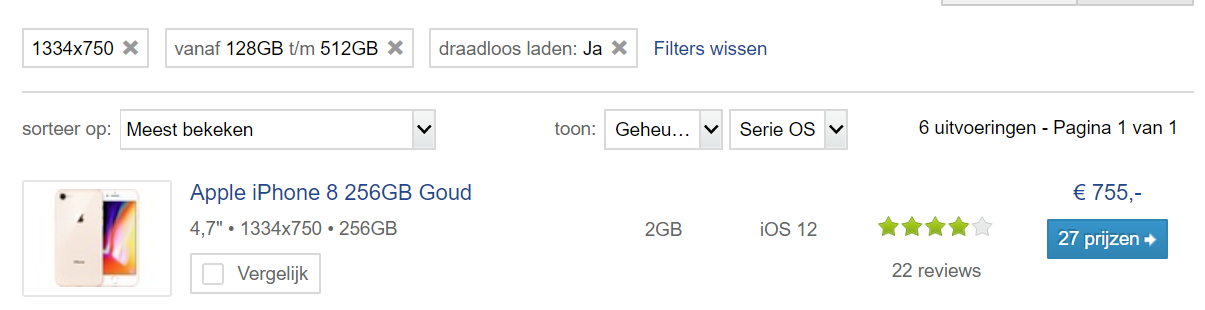 1334x750
vanaf 128GB t/m 512GB
draadloos laden: Ja
Filters wissen
sorteer op: Meest bekeken
toon: Geheu... Serie OS
6 uitvoeringen - Pagina 1 van 1
Apple iPhone 8 256GB Goud
4,7" • 1334x750 • 256GB
Vergelijk
2GB
iOS 12
22 reviews
€ 755,-
27 prijzen